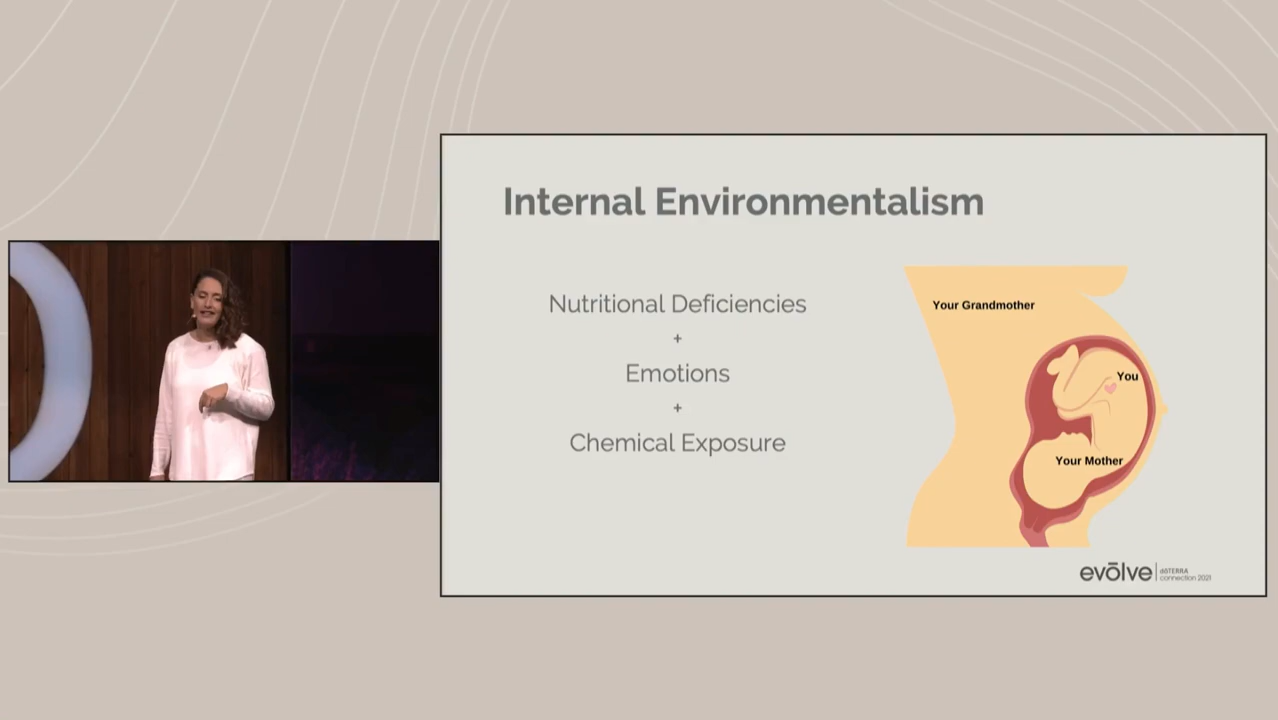 Internal Environmentalism
Nutritional Deficiencies
+
Emotions
+
Chemical Exposure
Your Grandmother
You
Your Mother
evōlve
dōTERRA
connection 2021